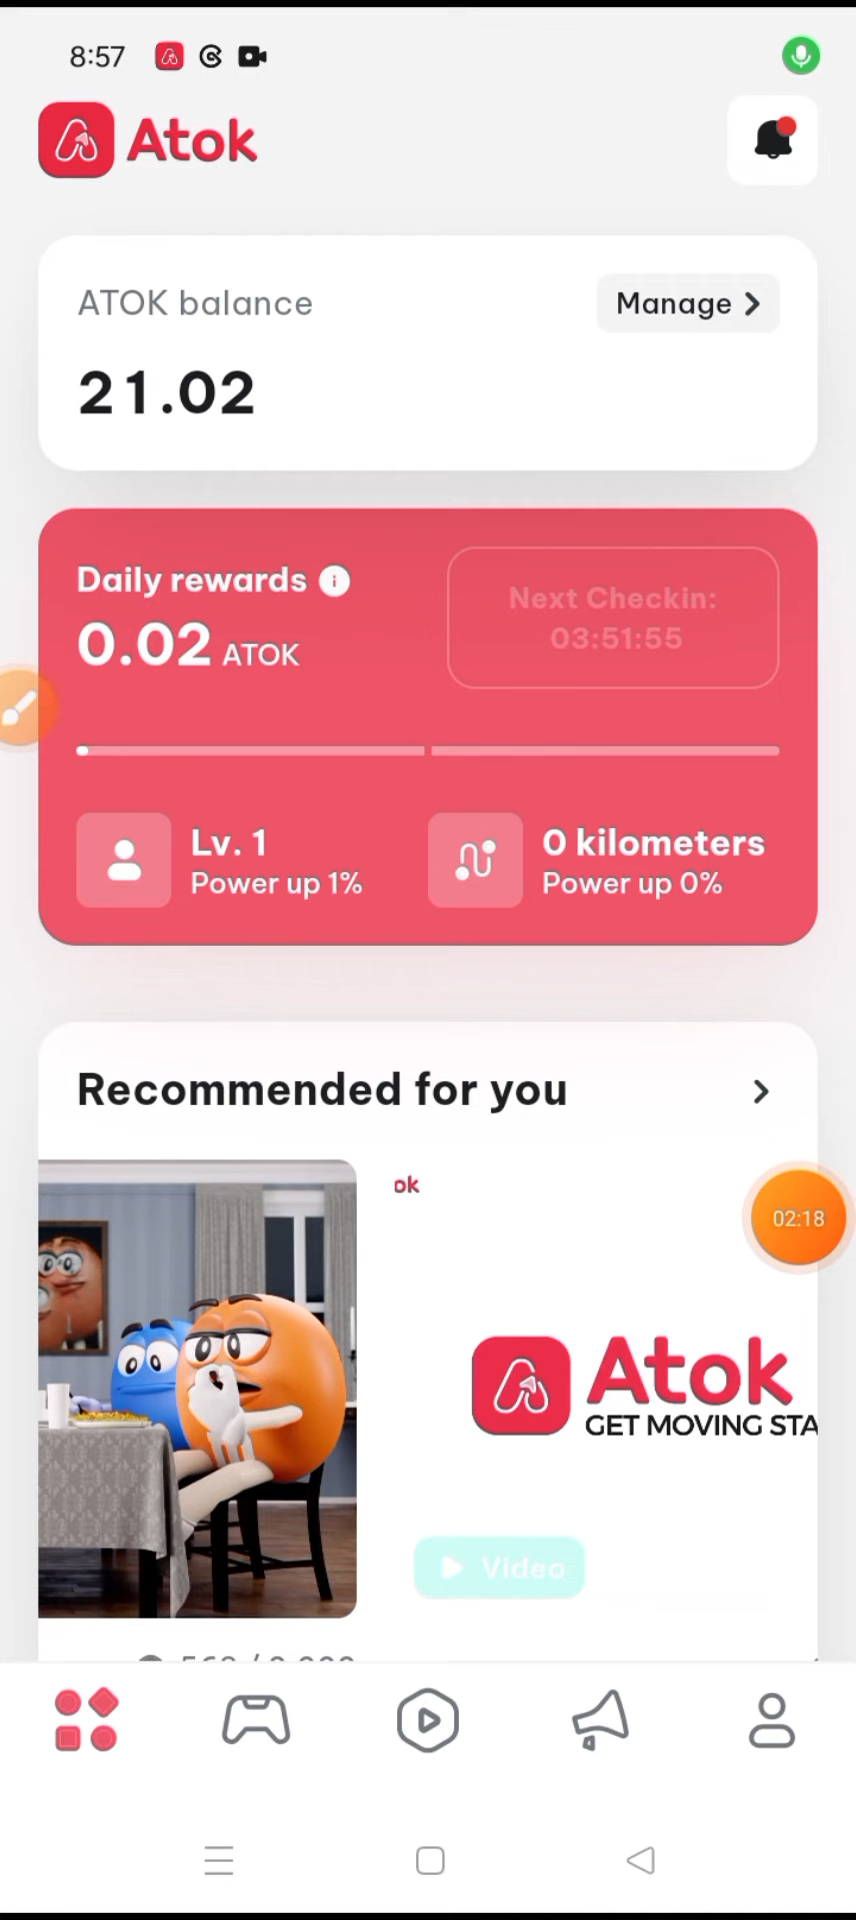 8:57
Atok
ATOK balance
Manage
21.02
Daily rewards
0.02 ATOK
Next Checkin:
03:51:55
Lv. 1
Power up 1%
0 kilometers
Power up 0%
Recommended for you
ok
02:18
Atok
GET MOVING STA
Video